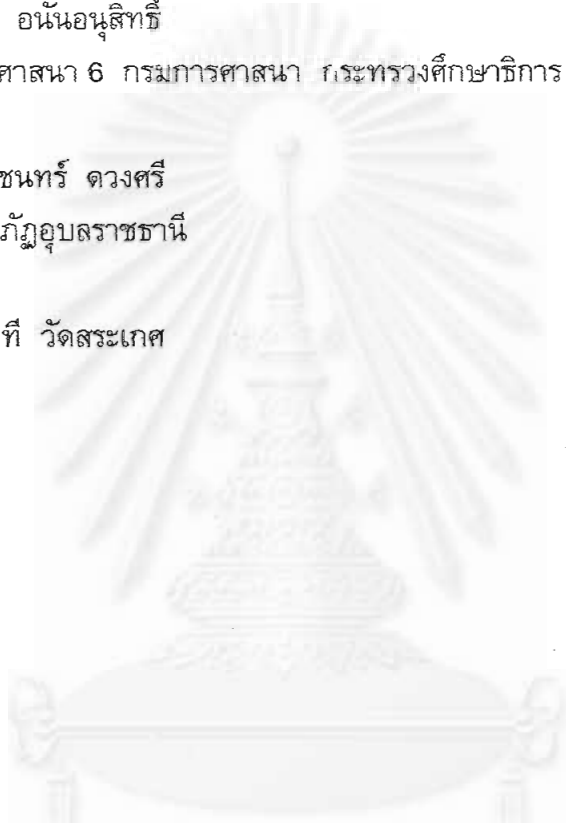 อนันอนุสิทธิ์
ศาสนา 6 กรมการศาสนา กระทรวงศึกษาธิการ
ชนทร์ ดวงศรี
ภัฏอุบลราชธานี
ที วัดสระเกศ